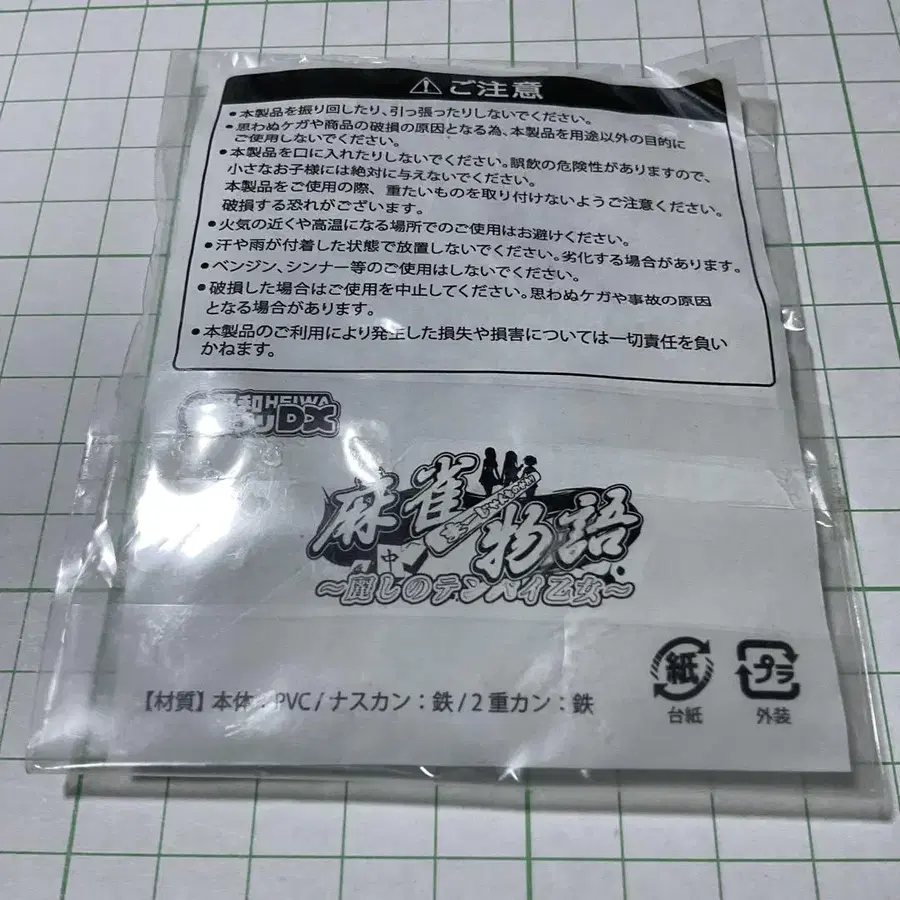 ご注意
・本製品を振り回したり、引っ張ったりしないでください。
・思わぬケガや商品の破損の原因となる為、本製品を用途以外の目的に
ご使用しないでください。
・本製品を口に入れたりしないでください。誤飲の危険性がありますので、
小さなお子様には絶対に与えないでください。
本製品をご使用の際、重たいものを取り付けないようご注意ください。
破損する恐れがございます。
・火気の近くや高温になる場所でのご使用はお避けください。
・汗や雨が付着した状態で放置しないでください。劣化する場合があります。
・ベンジン、シンナー等のご使用はしないでください。
・破損した場合はご使用を中止してください。思わぬケガや事故の原因
となる場合があります。
・本製品のご利用により発生した損失や損害については一切責任を負い
かねます。
HEIWA
DX
麻雀物語
中
～麗しのテンパイ乙女～
紙 プラ
台紙 外装
【材質】本体：PVC/ナスカン：鉄/2重カン：鉄